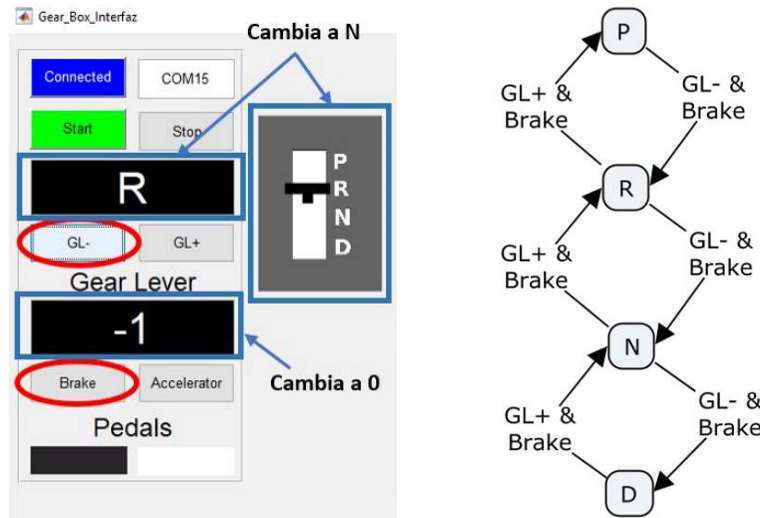 Gear_Box_Interfaz
Cambia a N
Connected
COM15
Start
Stop
R
GL-
GL+
Gear Lever
-1
Brake
Accelerator
Pedals
P
R
N
D
Cambia a 0
P
GL+ &
Brake
GL- &
Brake
R
GL+ &
Brake
GL- &
Brake
N
GL+ &
Brake
GL- &
Brake
D